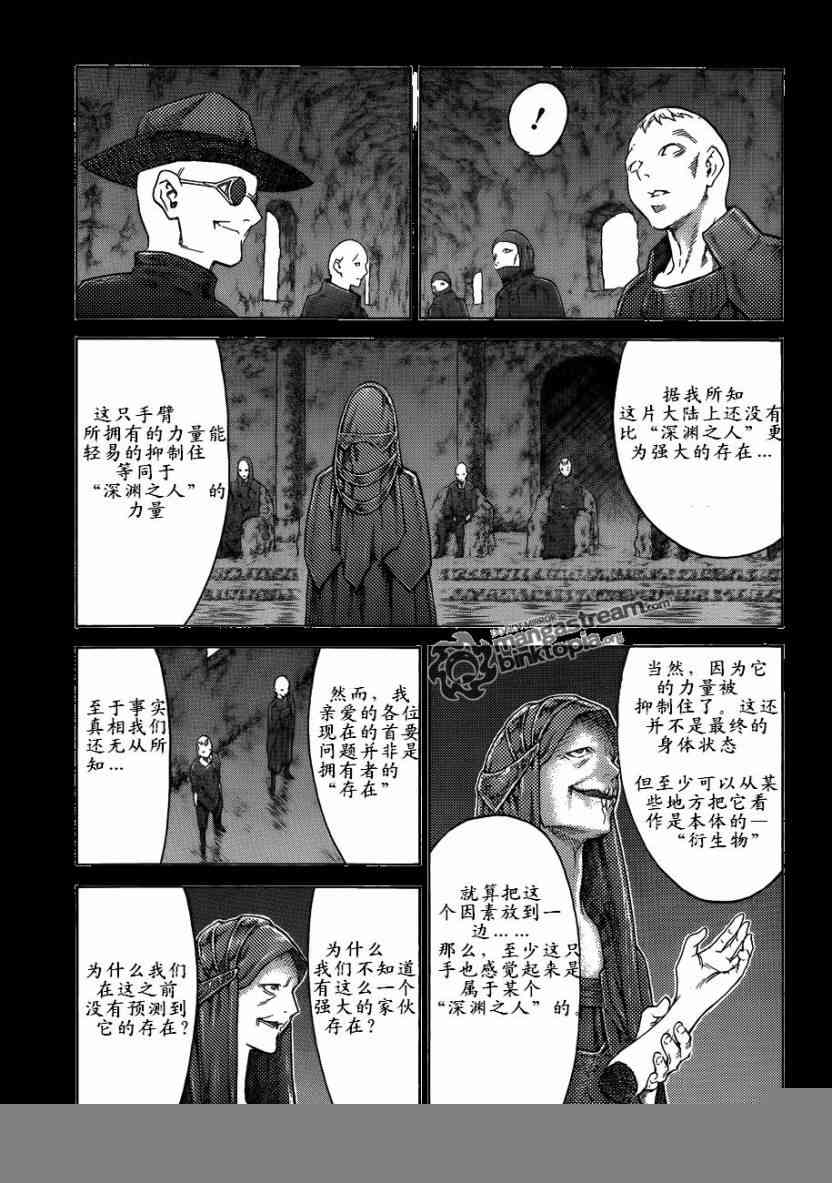 ！
据我所知
这片大陆上还没有
比“深渊之人”更
为强大的存在…
这只手臂
所拥有的力量能
轻易的抑制住
等同于
“深渊之人”的
力量
mangastream.com
binktopia.org
当然，因为它
的力量被
抑制住了。这还
并不是最终的
身体状态
但至少可以从某
些地方把它看
作是本体的—
“衍生物”
就算把这
个因素放到一
边……
那么，至少这只
手也感觉起来是
属于某个
“深渊之人”的。
然而，我
亲爱的各位
现在的首要
问题并非是
拥有者的
“存在”
至于事实
真相我们
还无从所
知…
为什么
我们不知道
有这么一个
强大的家伙
存在？
为什么我们
在这之前
没有预测到
它的存在？